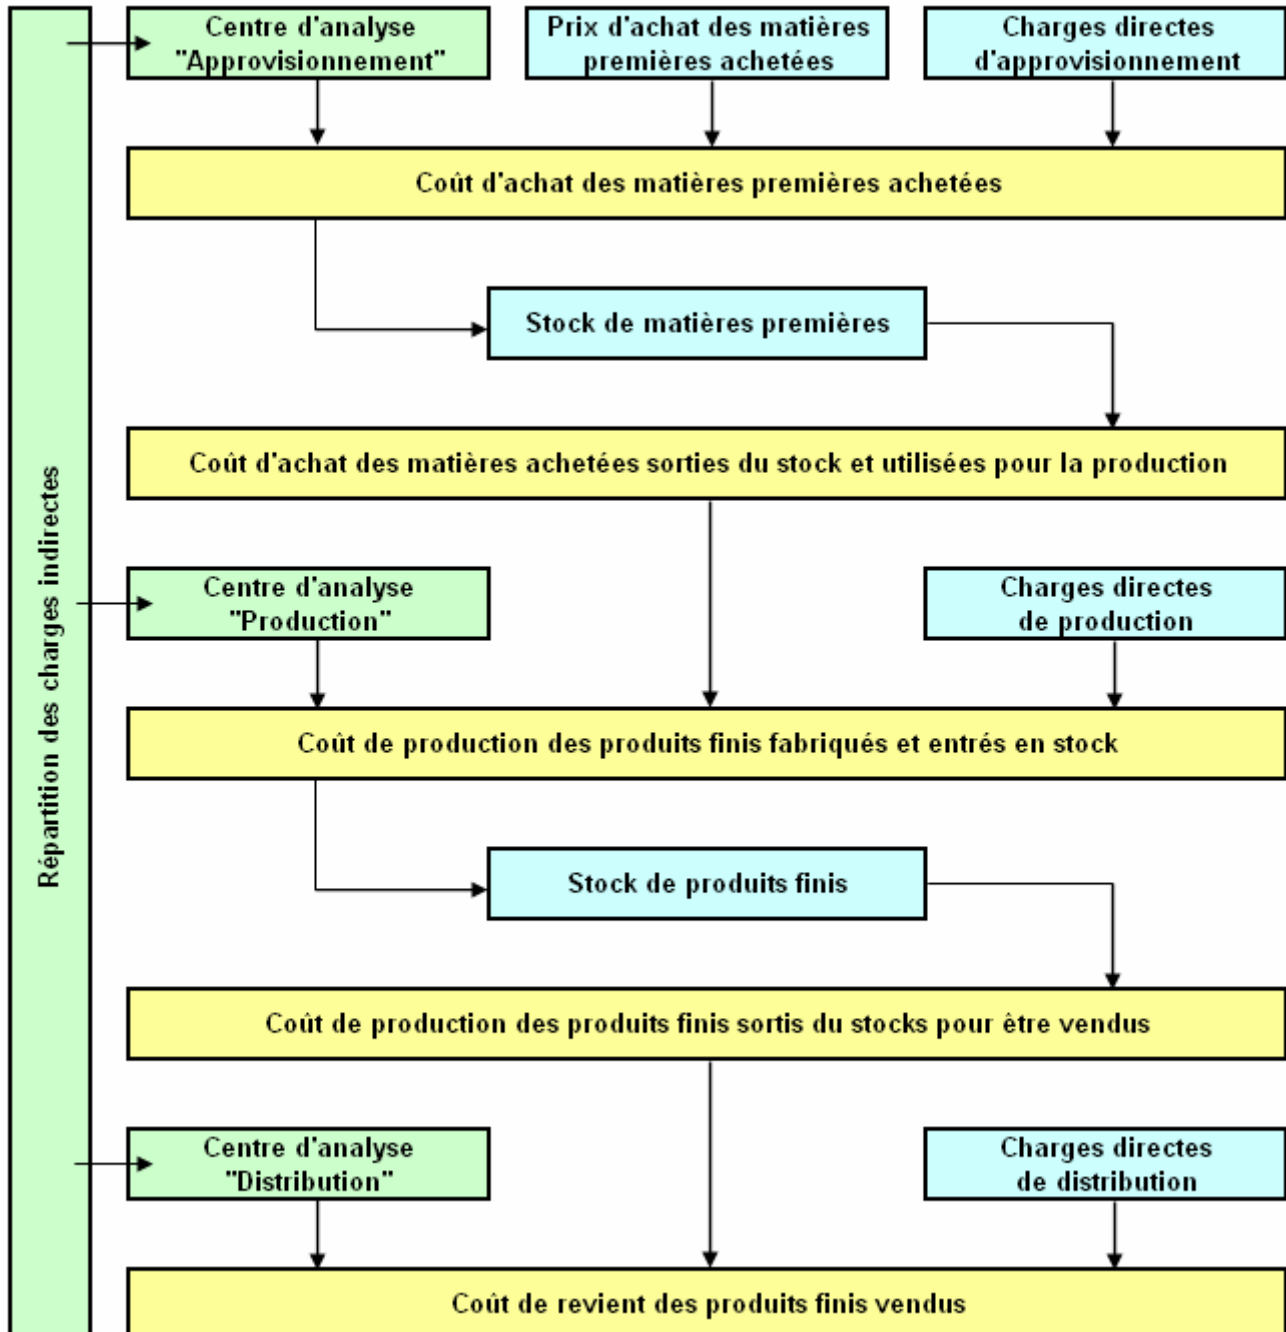 Répartition des charges indirectes
Centre d'analyse
"Approvisionnement"
Prix d'achat des matières
premières achetées
Charges directes
d'approvisionnement
Coût d'achat des matières premières achetées
Stock de matières premières
Coût d'achat des matières achetées sorties du stock et utilisées pour la production
Centre d'analyse
"Production"
Charges directes
de production
Coût de production des produits finis fabriqués et entrés en stock
Stock de produits finis
Coût de production des produits finis sortis du stocks pour être vendus
Centre d'analyse
"Distribution"
Charges directes
de distribution
Coût de revient des produits finis vendus